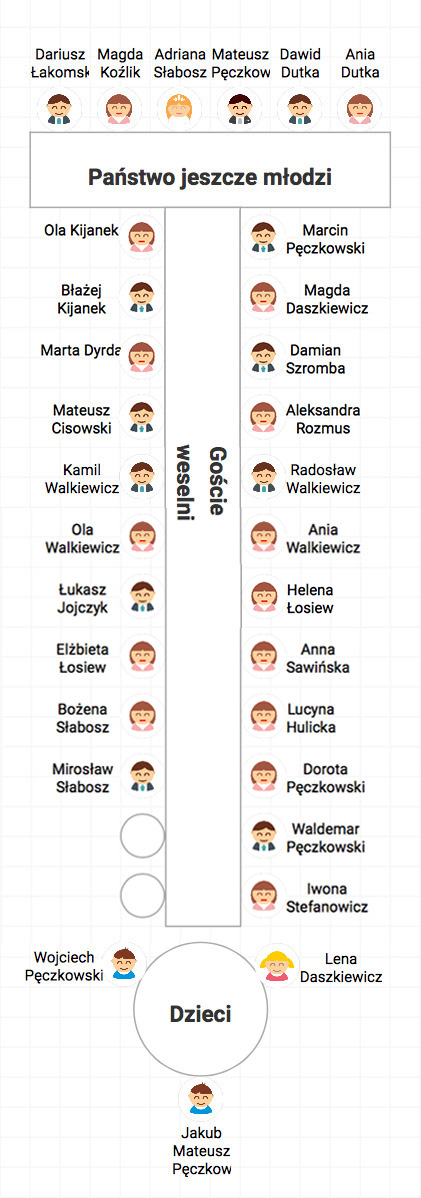 Dariusz
Łakomsk
Magda
Koźlik
Adriana
Słabosz
Mateusz
Pęczkow
Dawid
Dutka
Ania
Dutka
Państwo jeszcze młodzi
Ola Kijanek
Marcin
Pęczkowski
Błażej
Kijanek
Magda
Daszkiewicz
Marta Dyrda
Damian
Szromba
Mateusz
Cisowski
Aleksandra
Rozmus
Goście
weselni
Kamil
Walkiewicz
Radosław
Walkiewicz
Ola
Walkiewicz
Ania
Walkiewicz
Łukasz
Jojczyk
Helena
Łosiew
Elżbieta
Łosiew
Anna
Sawińska
Bożena
Słabosz
Lucyna
Hulicka
Mirosław
Słabosz
Dorota
Pęczkowski
Waldemar
Pęczkowski
Iwona
Stefanowicz
Wojciech
Pęczkowski
Lena
Daszkiewicz
Dzieci
Jakub
Mateusz
Pęczkow